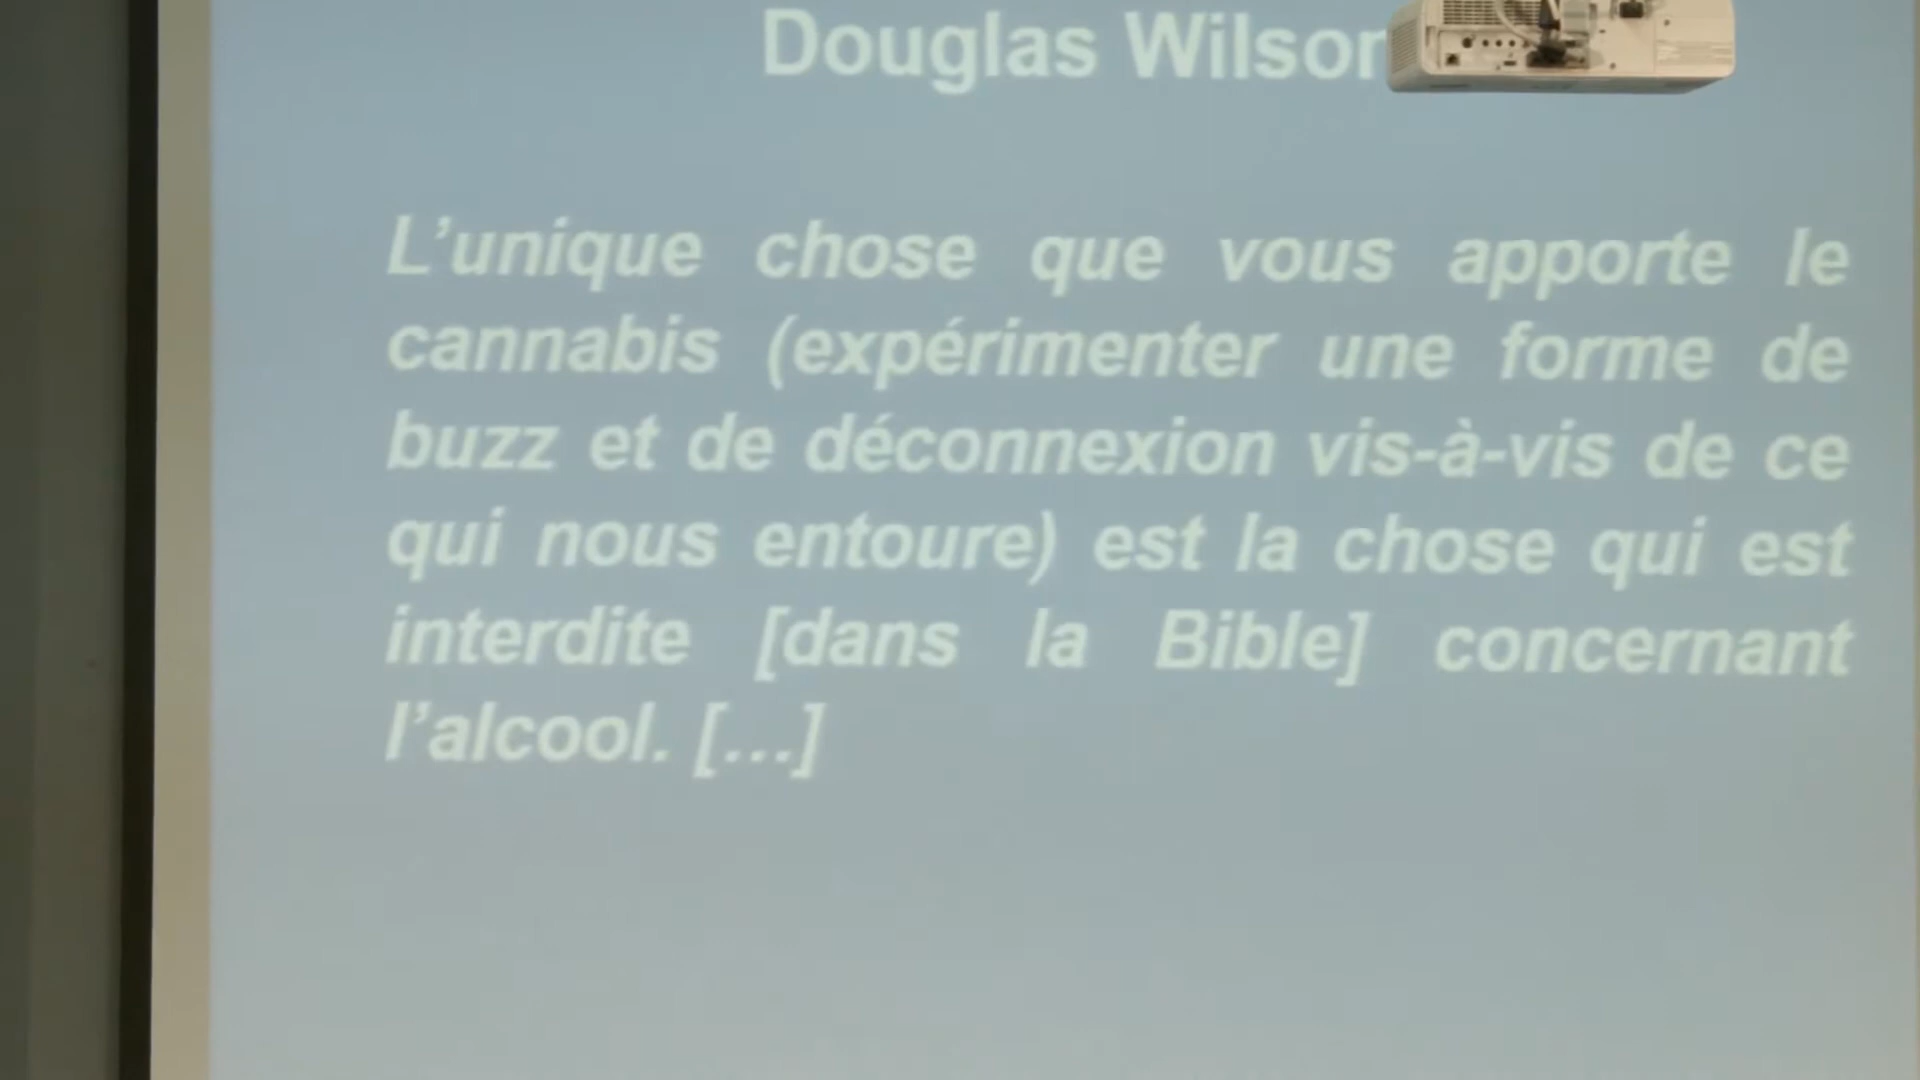 Douglas Wilson
L’unique chose que vous apporte le
cannabis (expérimenter une forme de
buzz et de déconnexion vis-à-vis de ce
qui nous entoure) est la chose qui est
interdite [dans la Bible] concernant
l’alcool. [...]